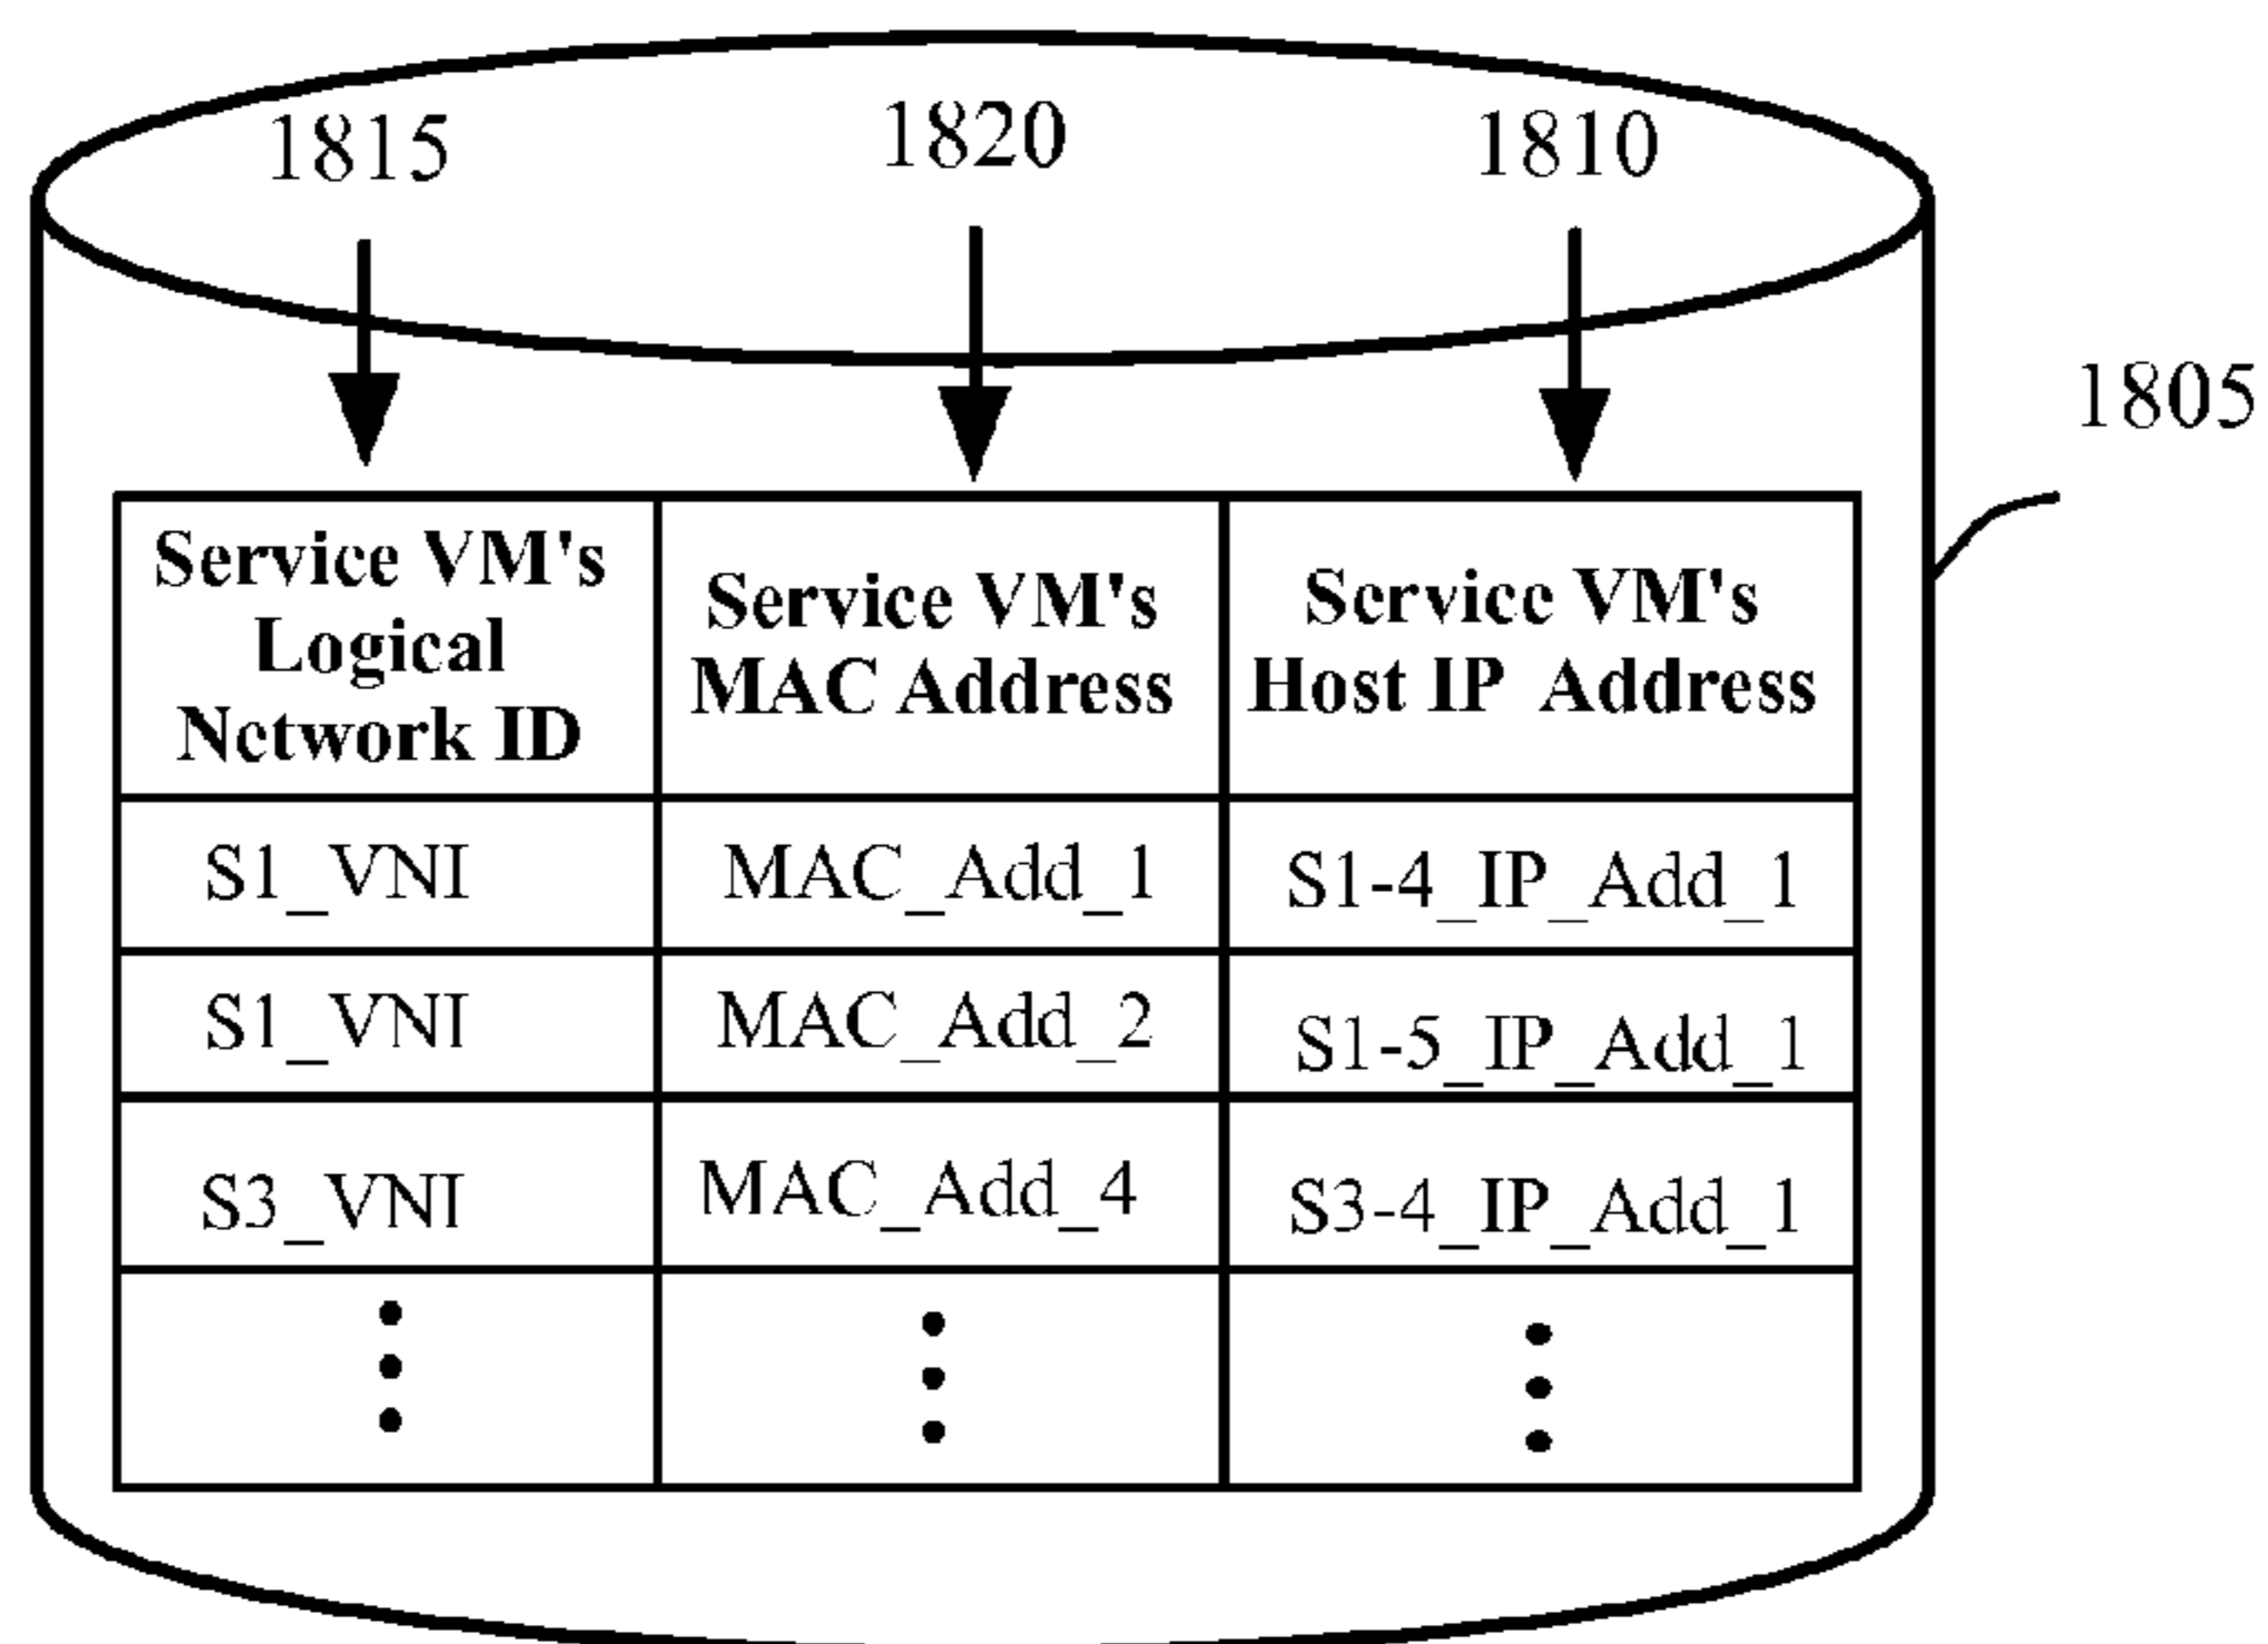 1815 1820 1810
1805
Service VM's
Logical
Network ID
Service VM's
MAC Address
Service VM's
Host IP Address
S1_VNI MAC_Add_1 S1-4_IP_Add_1
S1_VNI MAC_Add_2 S1-5_IP_Add_1
S3_VNI MAC_Add_4 S3-4_IP_Add_1